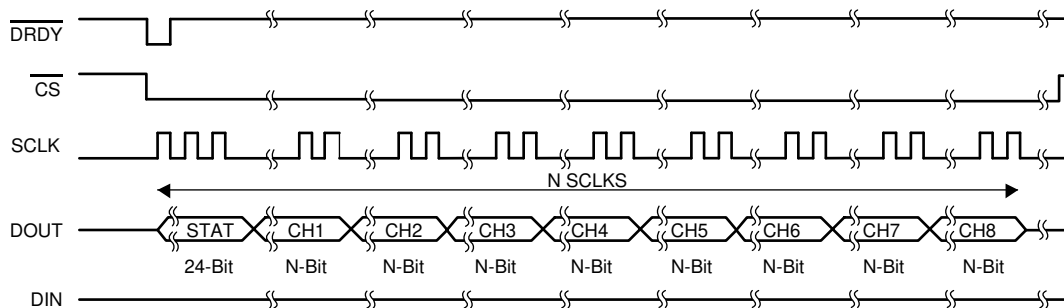 DRDY
CS
SCLK
N SCLKS
DOUT STAT CH1 CH2 CH3 CH4 CH5 CH6 CH7 CH8
24-Bit N-Bit N-Bit N-Bit N-Bit N-Bit N-Bit N-Bit N-Bit
DIN